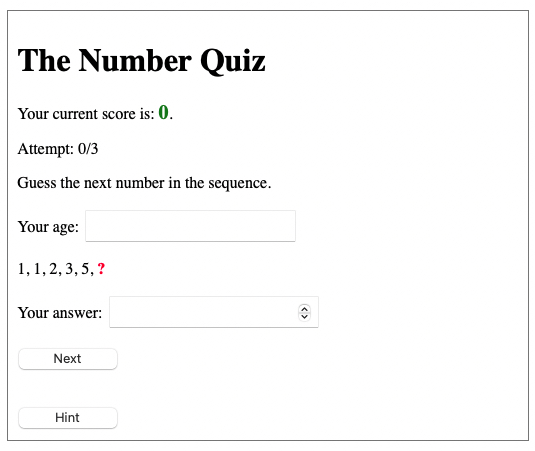 The Number Quiz
Your current score is: 0.
Attempt: 0/3
Guess the next number in the sequence.
Your age:
1, 1, 2, 3, 5, ?
Your answer:
Next
Hint